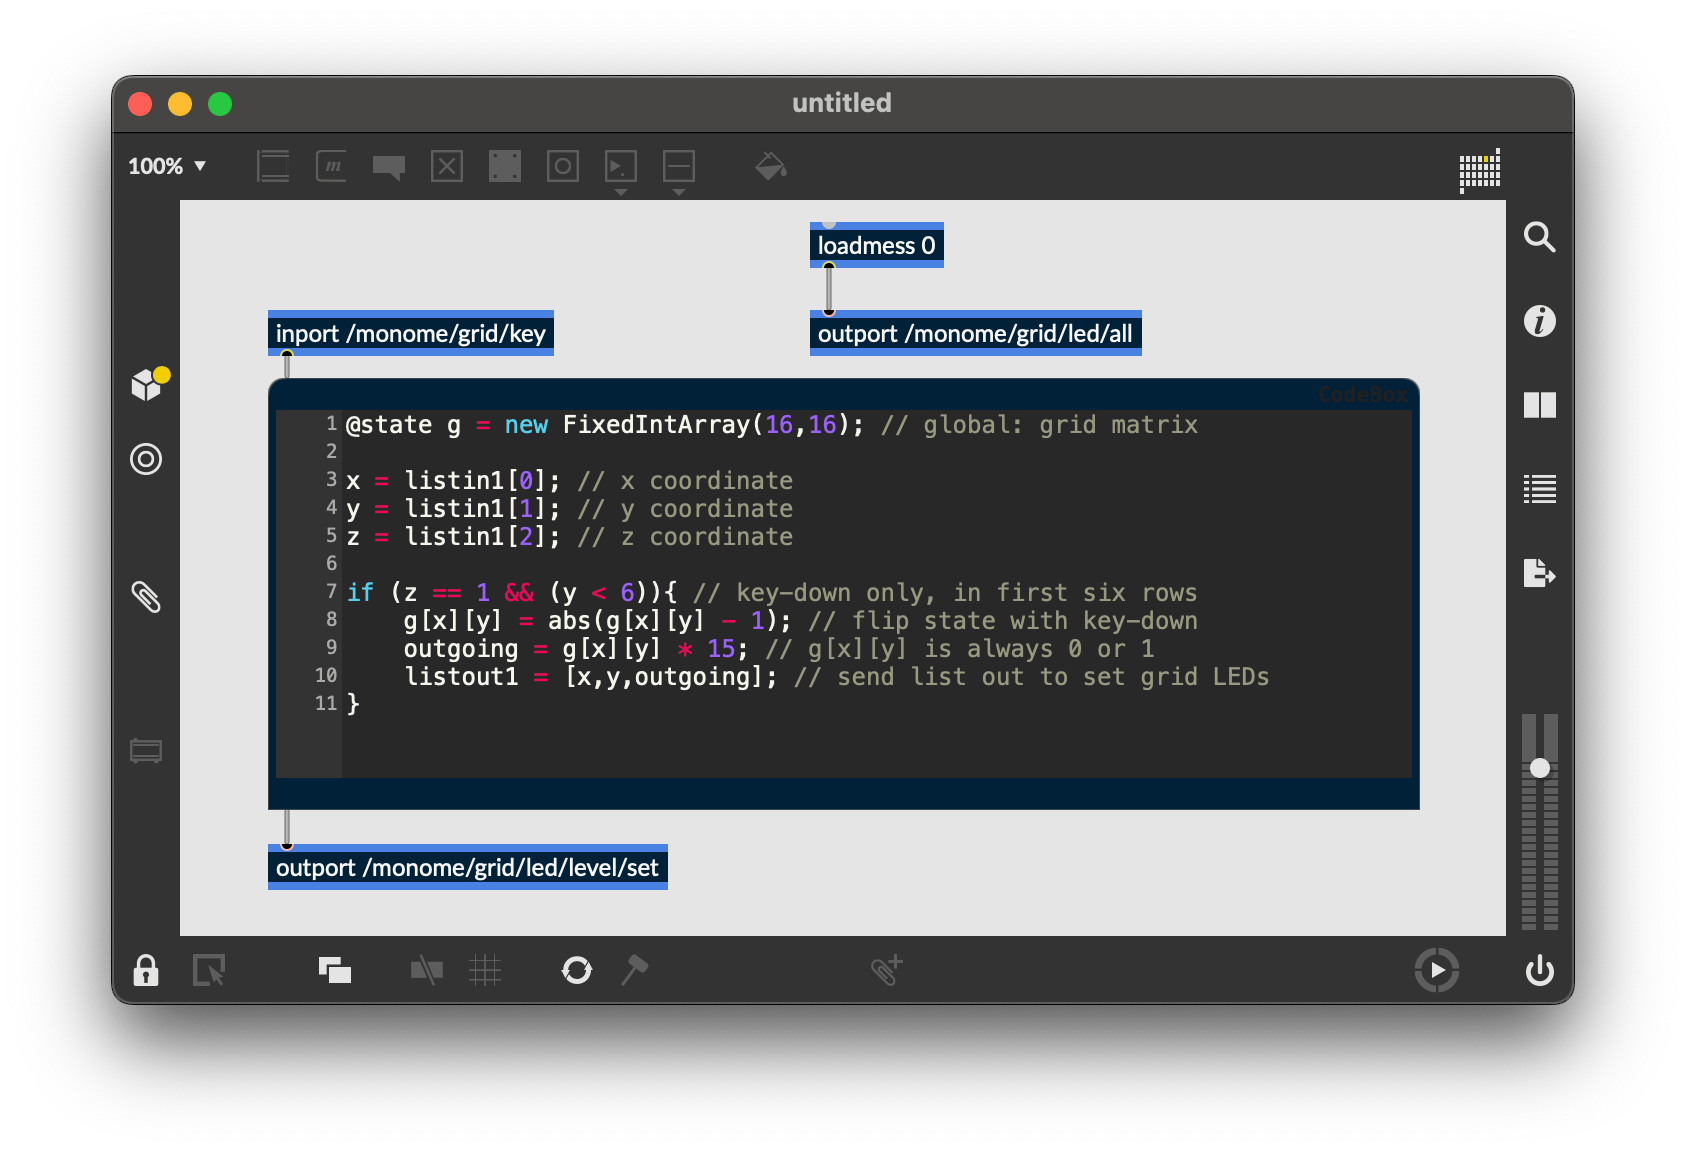 untitled
100%
m
loadmess 0
inport /monome/grid/key
outport /monome/grid/led/all
CodeBox
1 @state g = new FixedIntArray(16,16); // global: grid matrix
2
3 x = listin1[0]; // x coordinate
4 y = listin1[1]; // y coordinate
5 z = listin1[2]; // z coordinate
6
7 if (z == 1 && (y < 6)){ // key-down only, in first six rows
8 g[x][y] = abs(g[x][y] - 1); // flip state with key-down
9 outgoing = g[x][y] * 15; // g[x][y] is always 0 or 1
10 listout1 = [x,y,outgoing]; // send list out to set grid LEDs
11 }
outport /monome/grid/led/level/set